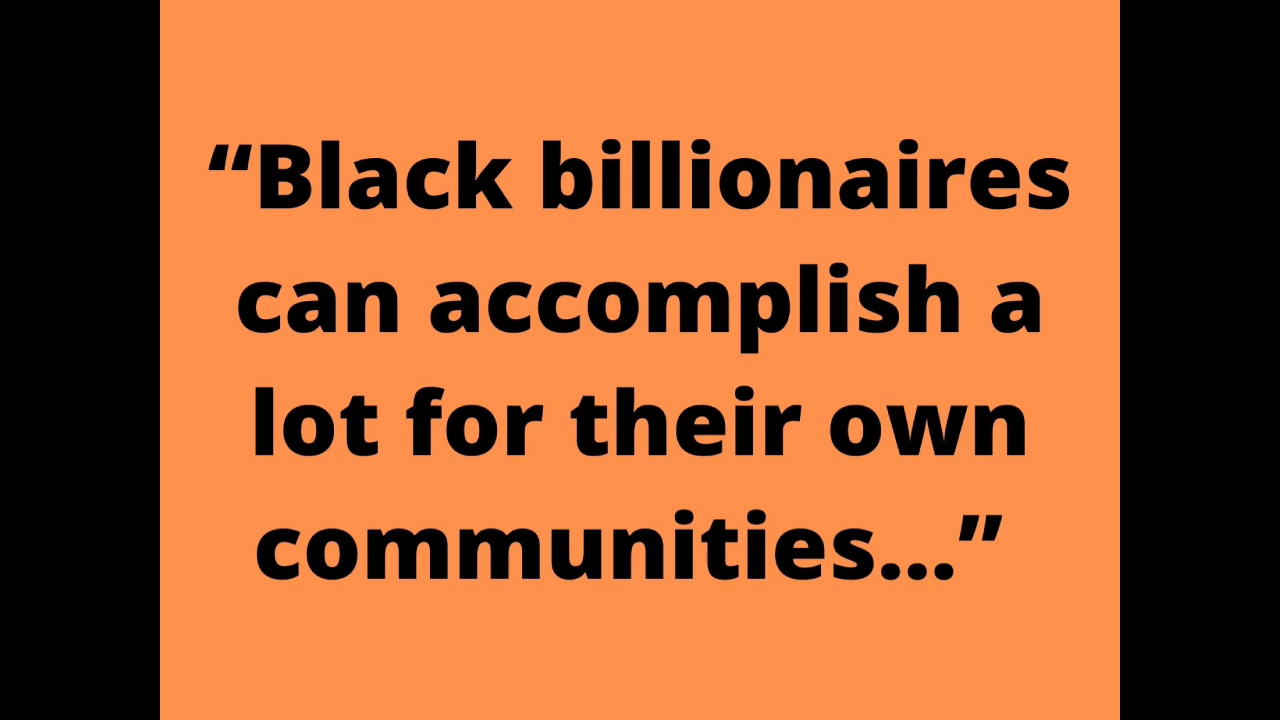 “Black billionaires
can accomplish a
lot for their own
communities...”